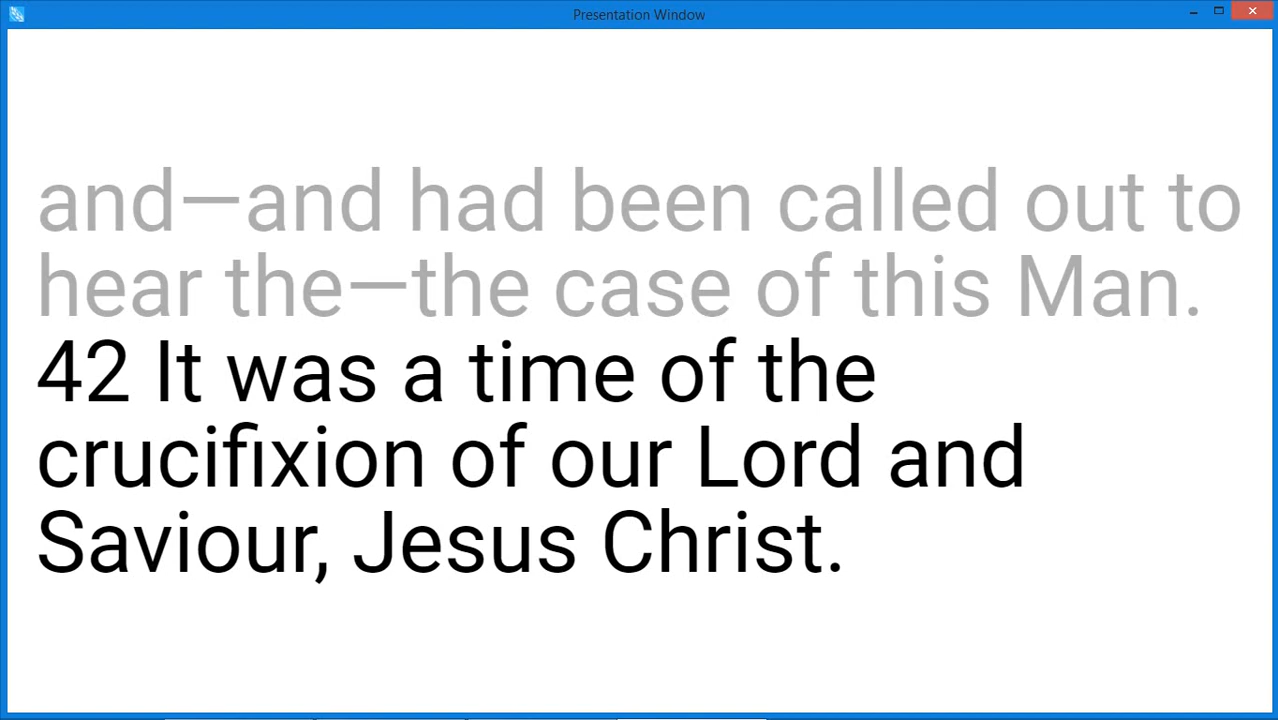 Presentation Window
and—and had been called out to
hear the—the case of this Man.
42 It was a time of the
crucifixion of our Lord and
Saviour, Jesus Christ.